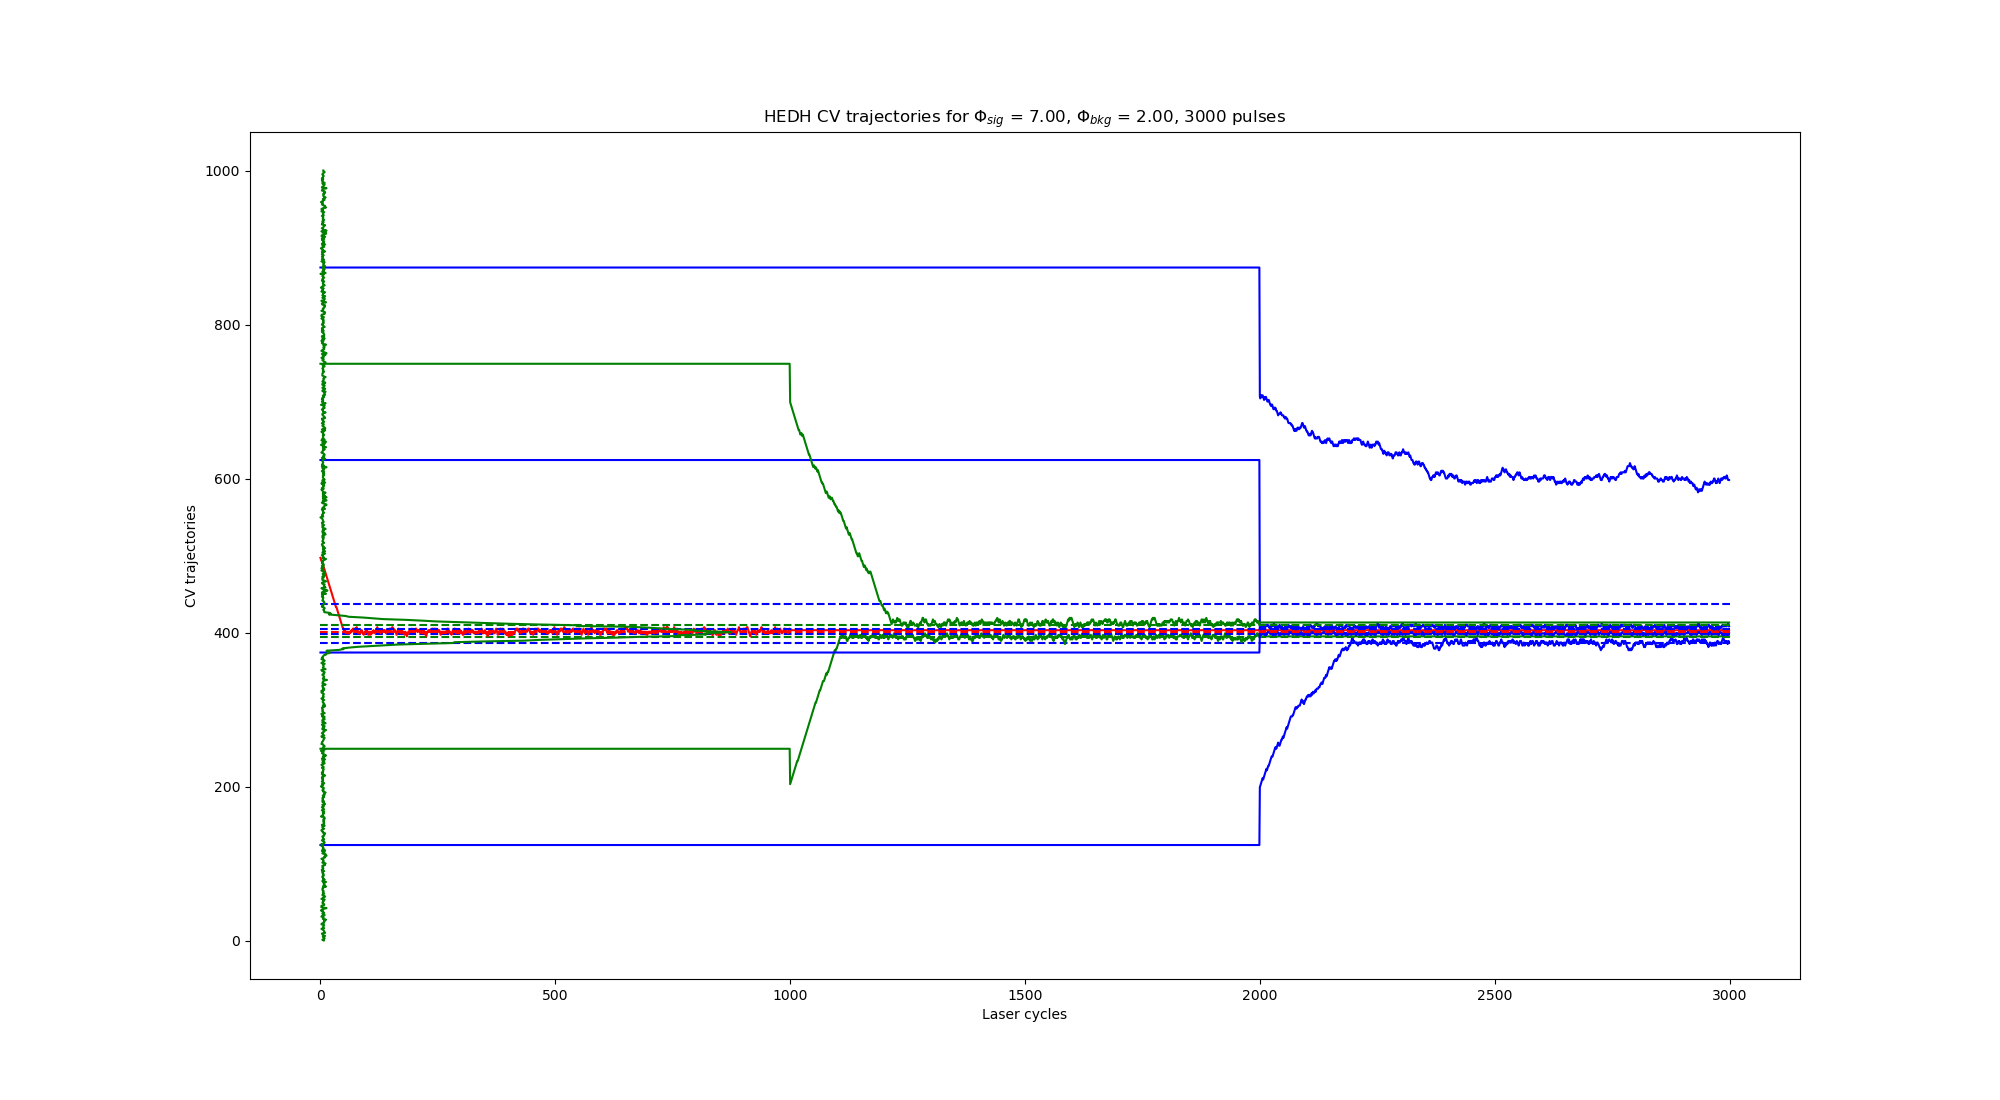 HEDH CV trajectories for Φsig = 7.00, Φbkg = 2.00, 3000 pulses
1000
800
600
400
200
0
CV trajectories
0 500 1000 1500 2000 2500 3000
Laser cycles